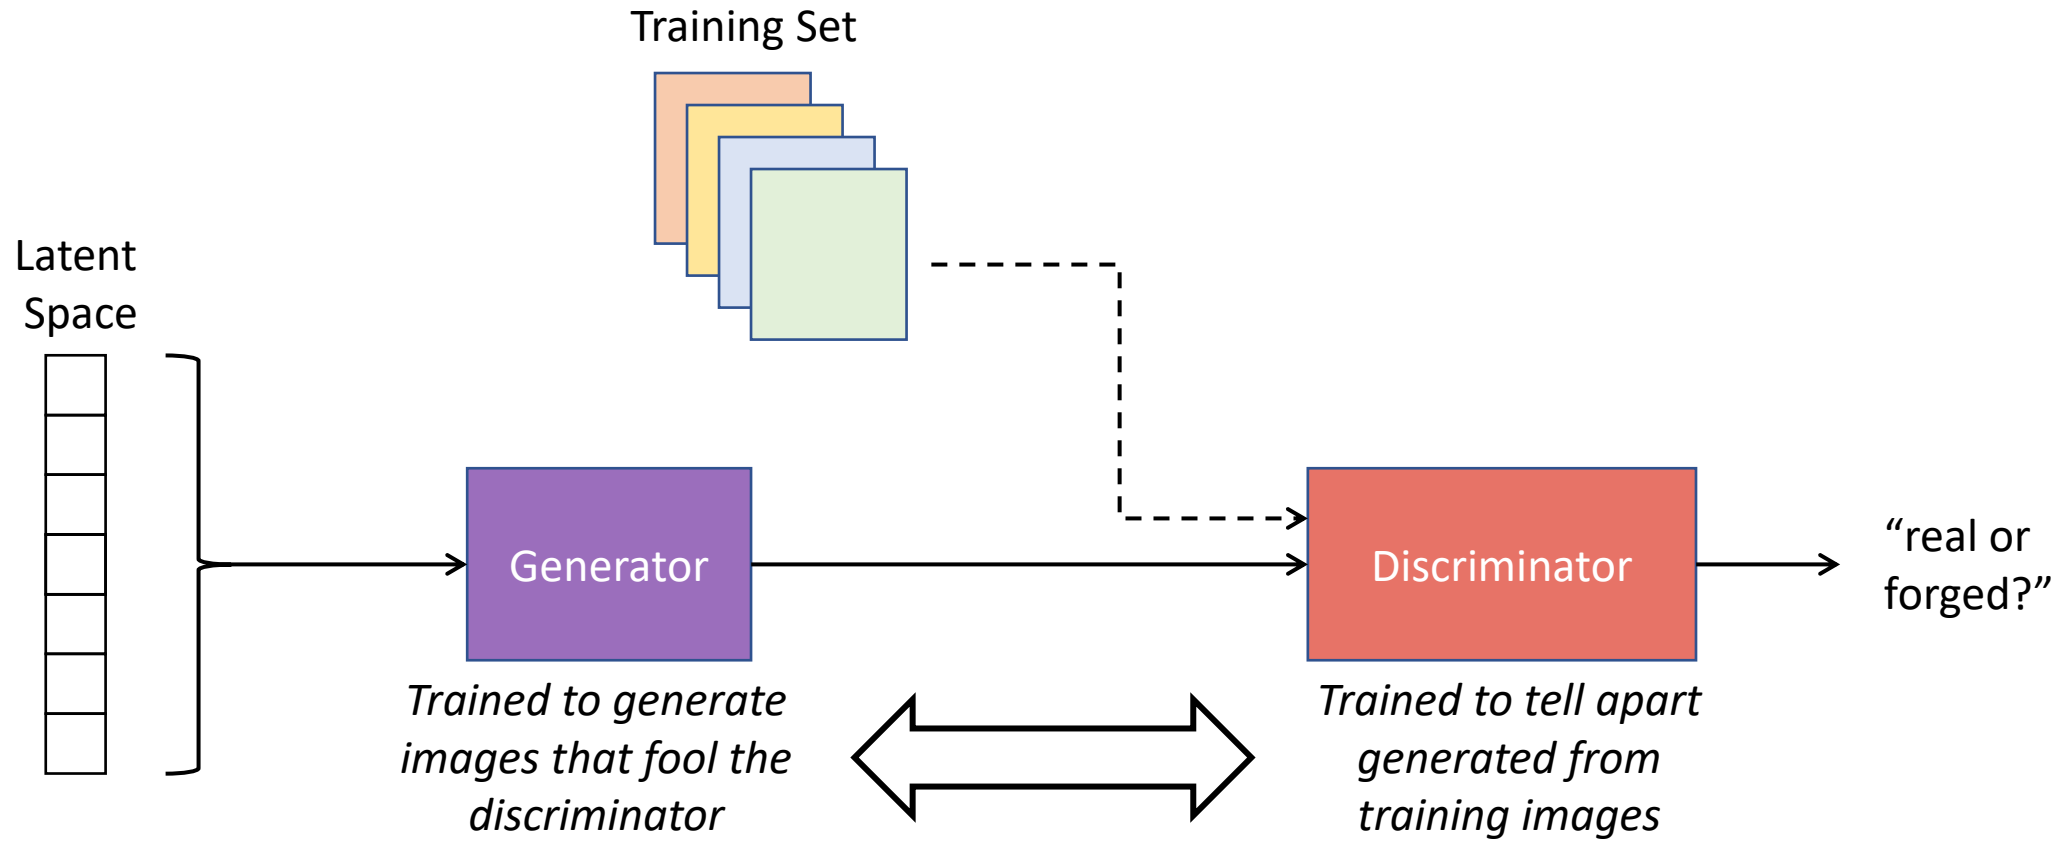 Training Set
Latent
Space
Generator
Discriminator
“real or
forged?”
Trained to generate
images that fool the
discriminator
Trained to tell apart
generated from
training images